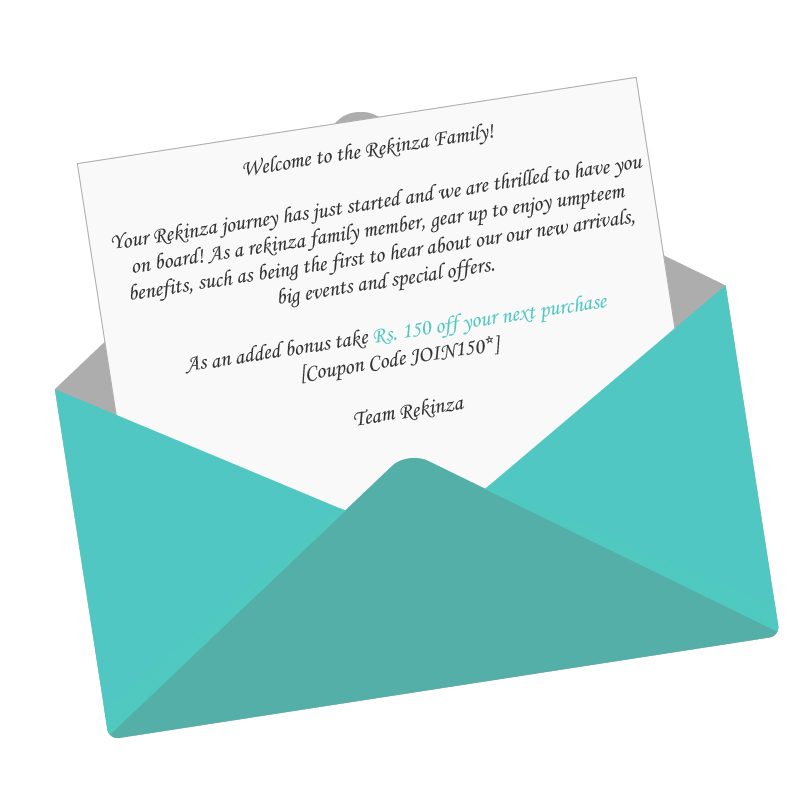 Welcome to the Rekinza Family!
Your Rekinza journey has just started and we are thrilled to have you
on board! As a rekinza family member, gear up to enjoy umpteem
benefits, such as being the first to hear about our our new arrivals,
big events and special offers.
As an added bonus take Rs. 150 off your next purchase
[Coupon Code JOIN150*]
Team Rekinza